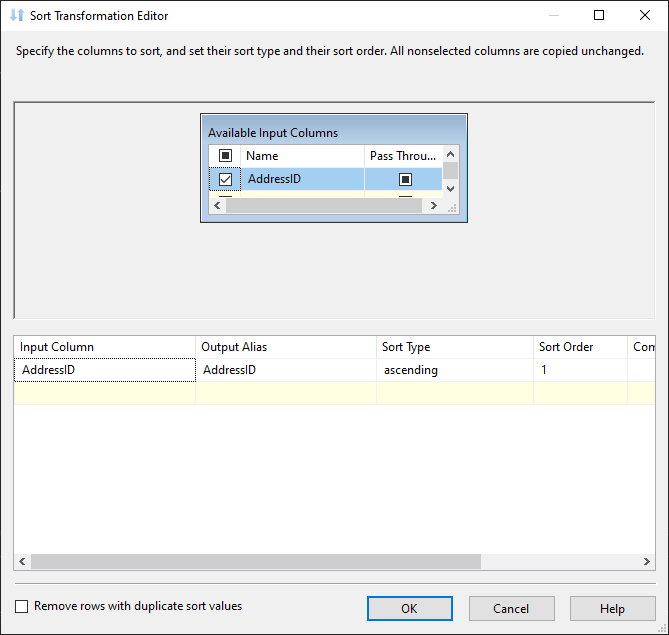 Sort Transformation Editor
Specify the columns to sort, and set their sort type and their sort order. All nonselected columns are copied unchanged.
Available Input Columns
Name Pass Throu...
AddressID
Input Column Output Alias Sort Type Sort Order Com
AddressID AddressID ascending 1
Remove rows with duplicate sort values OK Cancel Help